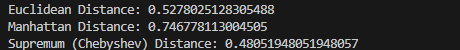 Euclidean Distance: 0.5278025128305488
Manhattan Distance: 0.746778113004505
Supremum (Chebyshev) Distance: 0.48051948051948057